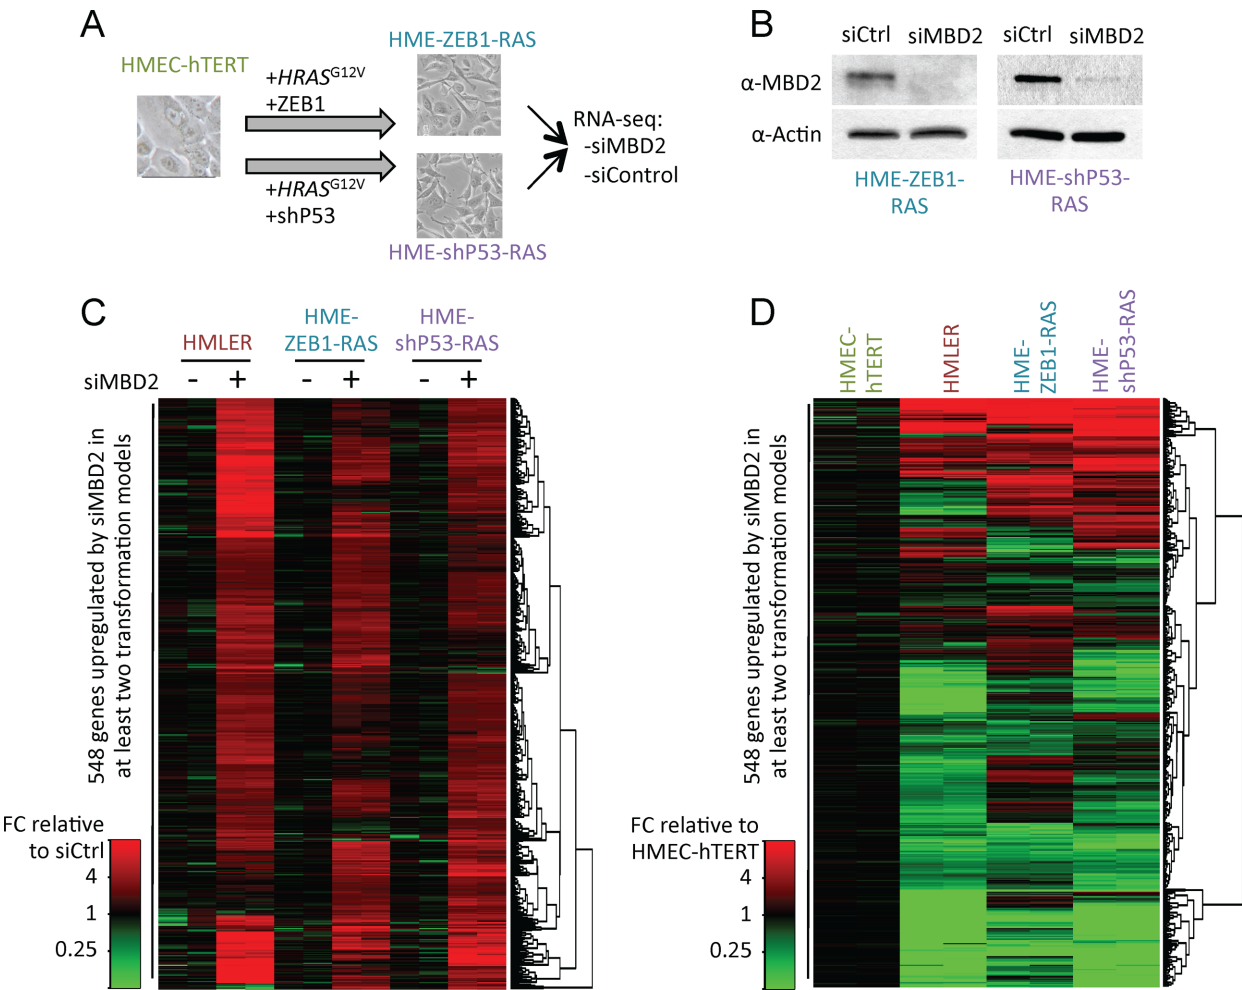 A
HMEC-hTERT
+HRASG12V
+ZEB1
+HRASG12V
+shP53
HME-ZEB1-RAS
HME-shP53-RAS
RNA-seq:
-siMBD2
-siControl
B
siCtrl siMBD2 siCtrl siMBD2
α-MBD2
α-Actin
HME-ZEB1-
RAS
HME-shP53-
RAS
C
HMLER
HME-
ZEB1-RAS
HME-
shP53-RAS
siMBD2 - + - + - +
548 genes upregulated by siMBD2 in
at least two transformation models
FC relative
to siCtrl
4
1
0.25
D
HMEC-
hTERT
HMLER
HME-
ZEB1-RAS
HME-
shP53-RAS
548 genes upregulated by siMBD2 in
at least two transformation models
FC relative to
HMEC-hTERT
4
1
0.25